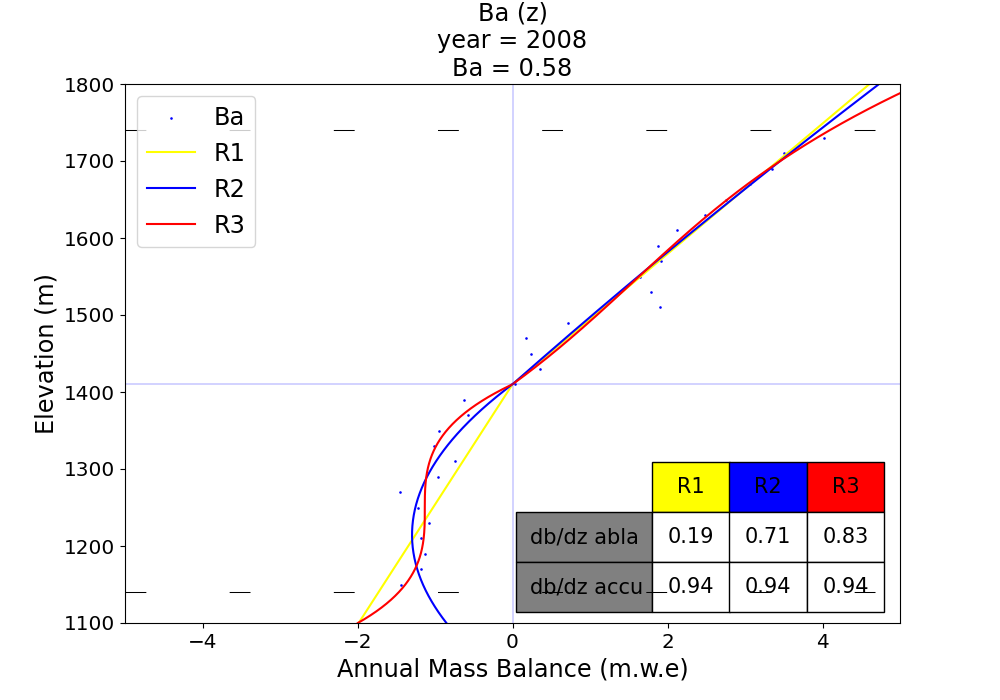 Ba (z)
year = 2008
Ba = 0.58
1800
1700
1600
1500
1400
1300
1200
1100
Elevation (m)
Ba
R1
R2
R3
R1 R2 R3
db/dz abla 0.19 0.71 0.83
db/dz accu 0.94 0.94 0.94
−4 −2 0 2 4
Annual Mass Balance (m.w.e)